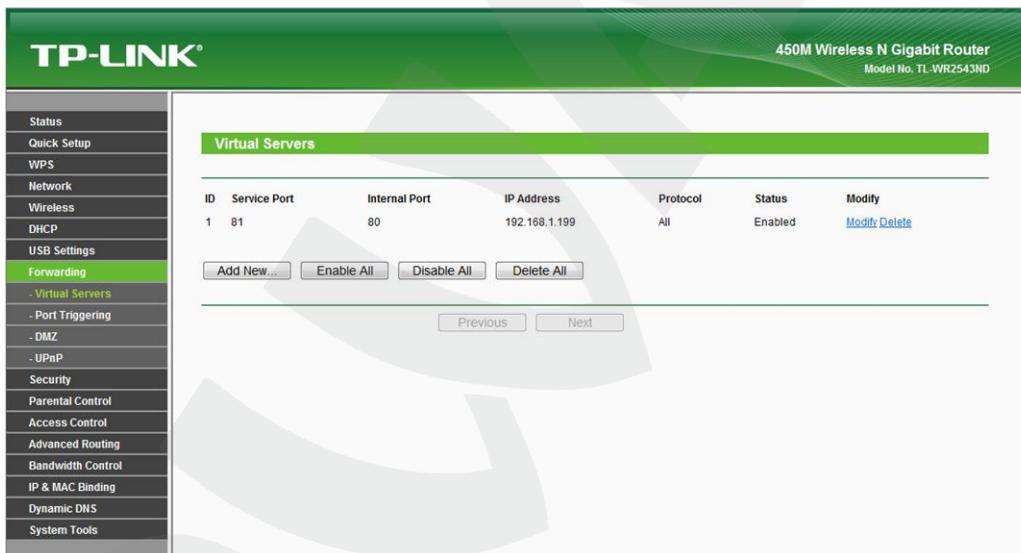 TP-LINK®
450M Wireless N Gigabit Router
Model No. TL-WR2543ND
Status
Quick Setup
WPS
Network
Wireless
DHCP
USB Settings
Forwarding
- Virtual Servers
- Port Triggering
- DMZ
- UPnP
Security
Parental Control
Access Control
Advanced Routing
Bandwidth Control
IP & MAC Binding
Dynamic DNS
System Tools
Virtual Servers
ID Service Port Internal Port IP Address Protocol Status Modify
1 81 80 192.168.1.199 All Enabled Modify Delete
Add New... Enable All Disable All Delete All
Previous Next